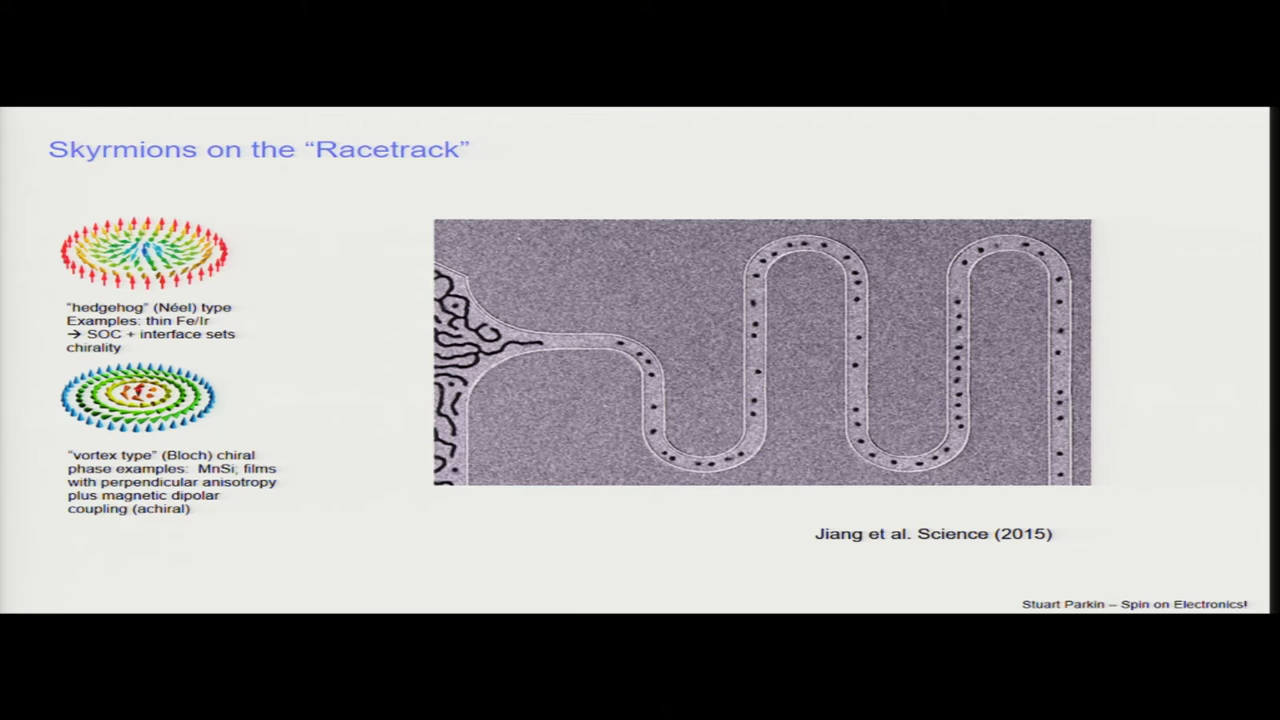 Skyrmions on the “Racetrack”
“hedgehog” (Néel) type
Examples: thin Fe/Ir
→ SOC + interface sets
chirality
“vortex type” (Bloch) chiral
phase examples: MnSi; films
with perpendicular anisotropy
plus magnetic dipolar
coupling (achiral)
Jiang et al. Science (2015)
Stuart Parkin – Spin on Electronics!